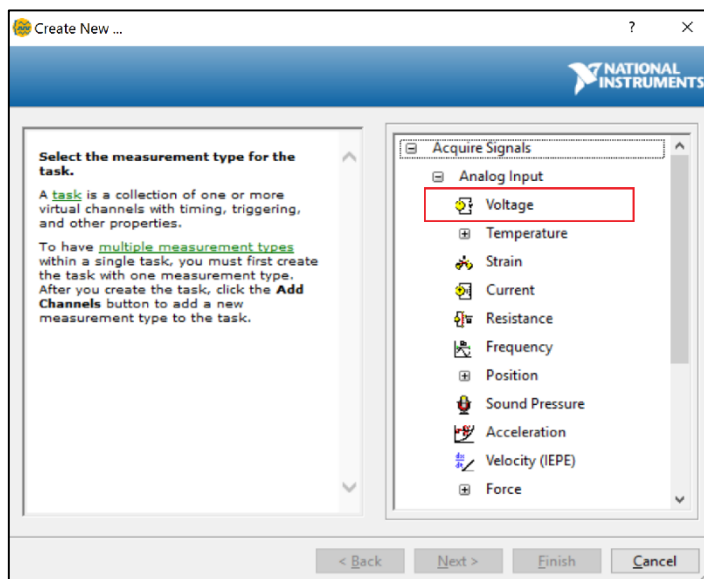 Create New ...
NATIONAL
INSTRUMENTS
Select the measurement type for the
task.
A task is a collection of one or more
virtual channels with timing, triggering,
and other properties.
To have multiple measurement types
within a single task, you must first create
the task with one measurement type.
After you create the task, click the Add
Channels button to add a new
measurement type to the task.
Acquire Signals
Analog Input
Voltage
Temperature
Strain
Current
Resistance
Frequency
Position
Sound Pressure
Acceleration
Velocity (IEPE)
Force
< Back
Next >
Finish
Cancel